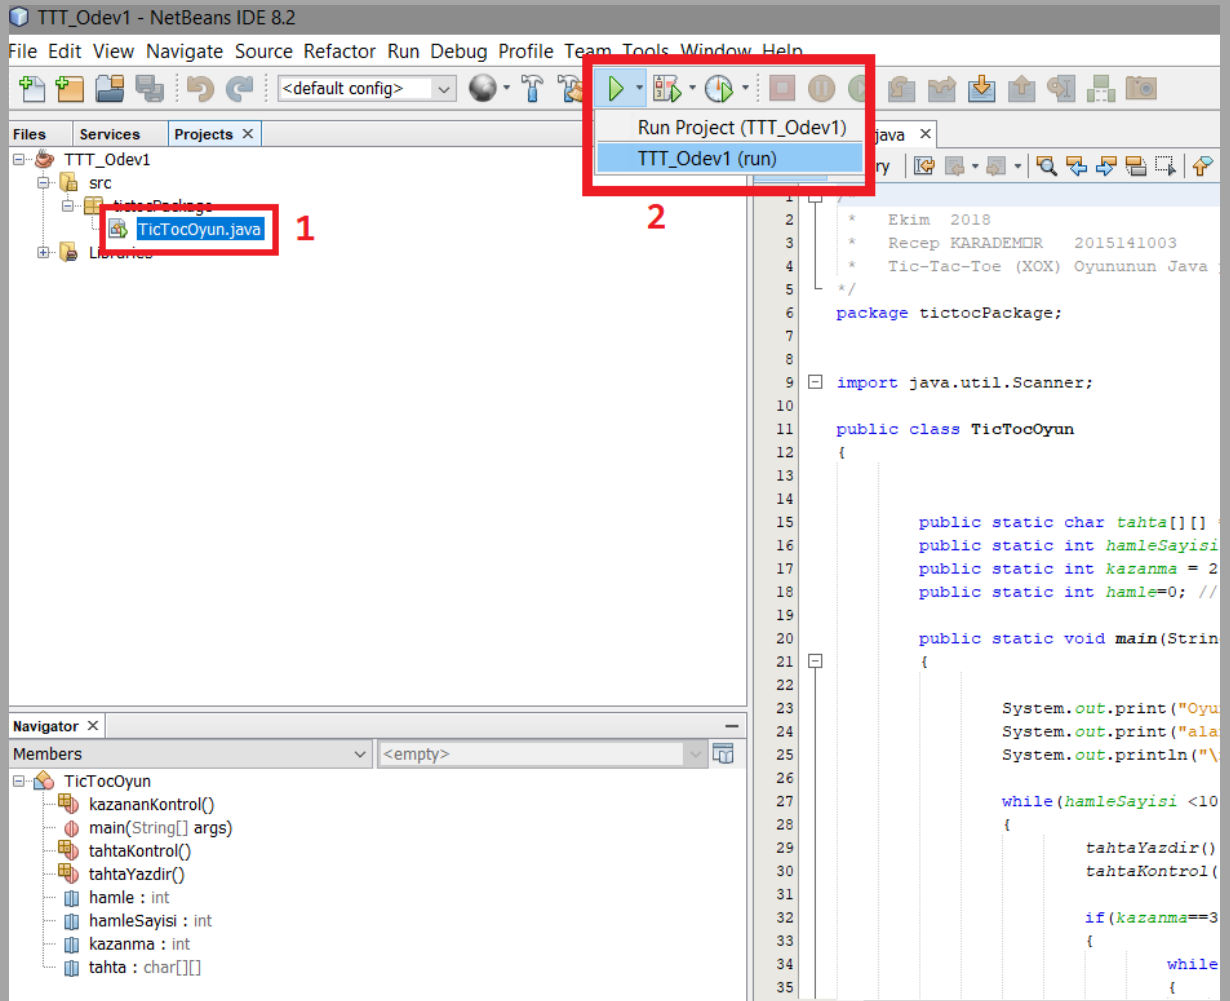 TTT_Odev1 - NetBeans IDE 8.2
File Edit View Navigate Source Refactor Run Debug Profile Team Tools Window Help
<default config>
Run Project (TTT_Odev1)
TTT_Odev1 (run)
2
Files Services Projects
TTT_Odev1
src
tictocPackage
TicTocOyun.java
1
Libraries
Navigator
Members
<empty>
TicTocOyun
kazananKontrol()
main(String[] args)
tahtaKontrol()
tahtaYazdir()
hamle : int
hamleSayisi : int
kazanma : int
tahta : char[][]
java
ry
1 /*
2 * Ekim 2018
3 * Recep KARADEM□R 2015141003
4 * Tic-Tac-Toe (XOX) Oyununun Java
5 */
6 package tictocPackage;
7
8
9 import java.util.Scanner;
10
11 public class TicTocOyun
12 {
13
14
15 public static char tahta[][] =
16 public static int hamleSayisi
17 public static int kazanma = 2
18 public static int hamle=0; //
19
20 public static void main(Strin
21 {
22
23 System.out.print("Oyu
24 System.out.print("ala
25 System.out.println("\
26
27 while(hamleSayisi <10
28 {
29 tahtaYazdir()
30 tahtaKontrol(
31
32 if(kazanma==3
33 {
34 while
35 {